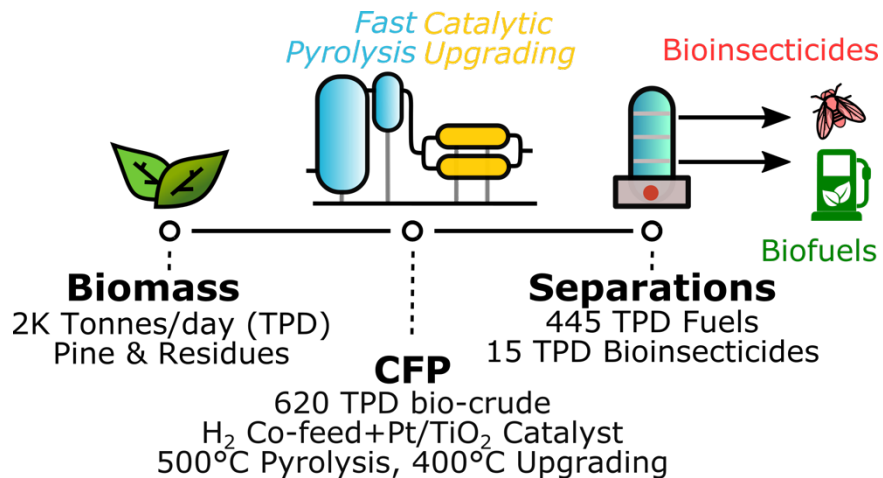 Fast Catalytic
Pyrolysis Upgrading
Bioinsecticides
Biofuels
Biomass
2K Tonnes/day (TPD)
Pine & Residues
CFP
620 TPD bio-crude
H₂ Co-feed+Pt/TiO₂ Catalyst
500°C Pyrolysis, 400°C Upgrading
Separations
445 TPD Fuels
15 TPD Bioinsecticides